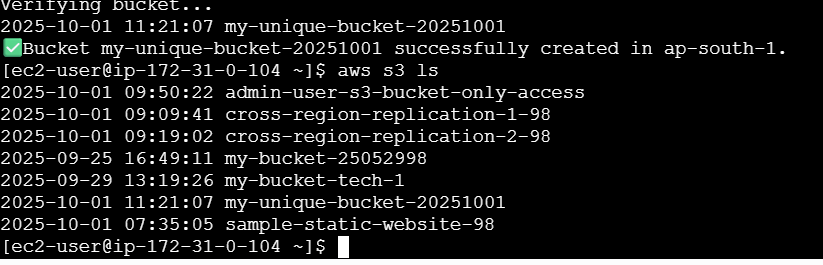 Verifying bucket...
2025-10-01 11:21:07 my-unique-bucket-20251001
✅Bucket my-unique-bucket-20251001 successfully created in ap-south-1.
[ec2-user@ip-172-31-0-104 ~]$ aws s3 ls
2025-10-01 09:50:22 admin-user-s3-bucket-only-access
2025-10-01 09:09:41 cross-region-replication-1-98
2025-10-01 09:19:02 cross-region-replication-2-98
2025-09-25 16:49:11 my-bucket-25052998
2025-09-29 13:19:26 my-bucket-tech-1
2025-10-01 11:21:07 my-unique-bucket-20251001
2025-10-01 07:35:05 sample-static-website-98
[ec2-user@ip-172-31-0-104 ~]$